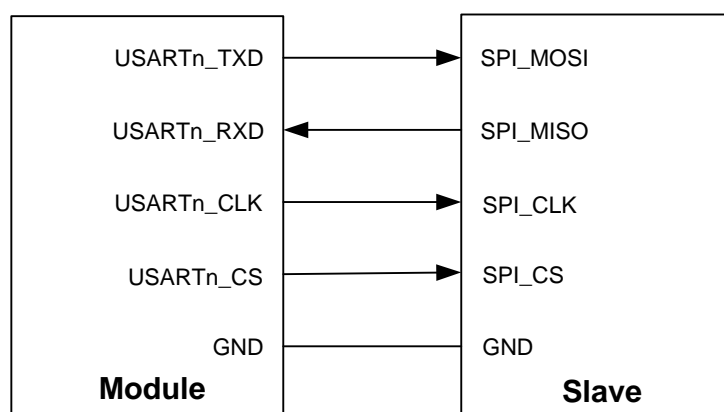 USARTn_TXD SPI_MOSI
USARTn_RXD SPI_MISO
USARTn_CLK SPI_CLK
USARTn_CS SPI_CS
GND GND
Module Slave